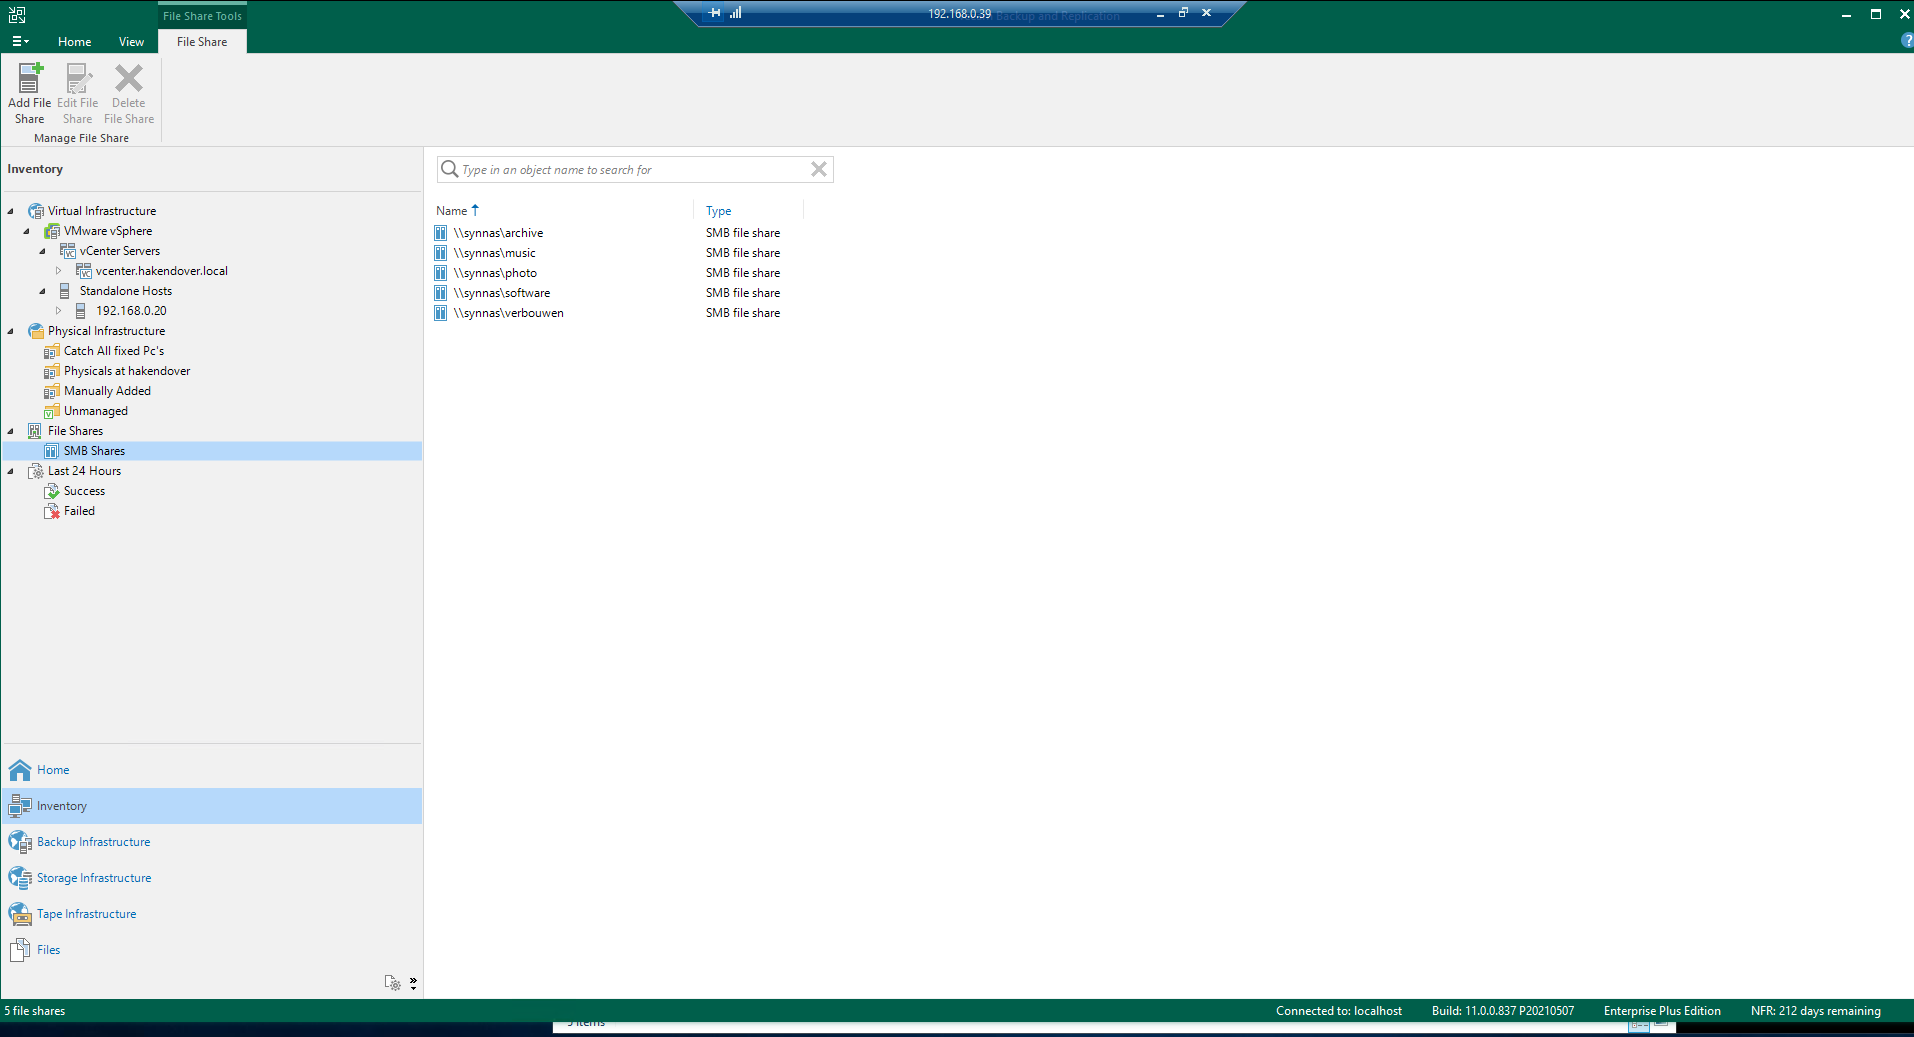 File Share Tools
192.168.0.39 Backup and Replication
Home View File Share
Add File Share
Edit File Share
Delete File Share
Manage File Share
Inventory
Virtual Infrastructure
VMware vSphere
vCenter Servers
vcenter.hakendover.local
Standalone Hosts
192.168.0.20
Physical Infrastructure
Catch All fixed Pc's
Physicals at hakendover
Manually Added
Unmanaged
File Shares
SMB Shares
Last 24 Hours
Success
Failed
Home
Inventory
Backup Infrastructure
Storage Infrastructure
Tape Infrastructure
Files
Type in an object name to search for
Name Type
\\synnas\archive SMB file share
\\synnas\music SMB file share
\\synnas\photo SMB file share
\\synnas\software SMB file share
\\synnas\verbouwen SMB file share
5 file shares
Connected to: localhost Build: 11.0.0.837 P20210507 Enterprise Plus Edition NFR: 212 days remaining
items